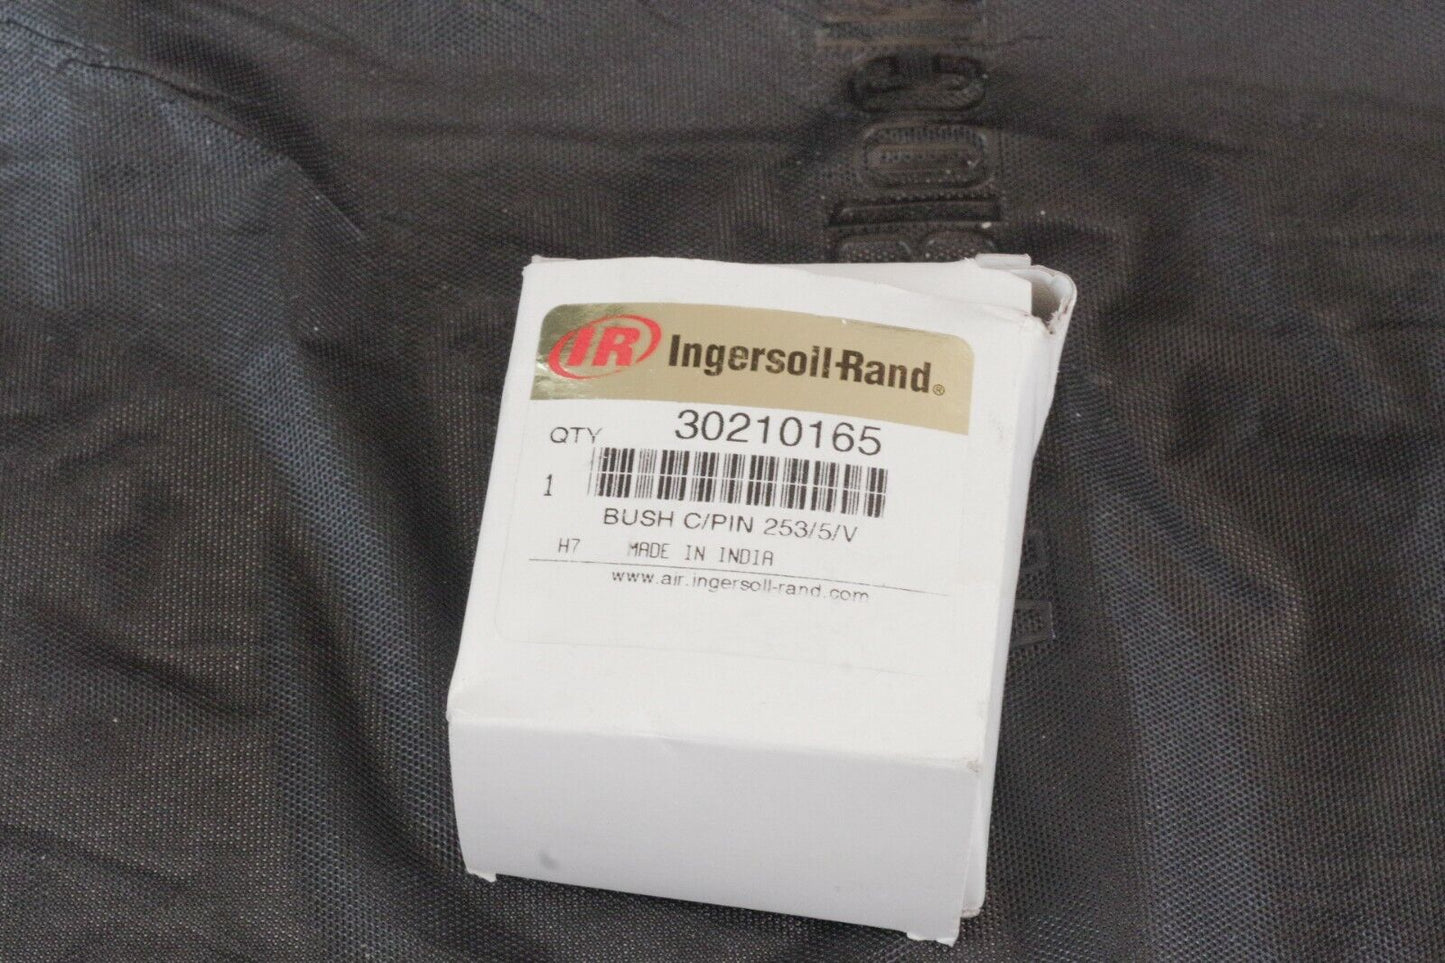 IR Ingersoll-Rand®
QTY 30210165
1
BUSH C/PIN 253/5/V
H7 MADE IN INDIA
www.air.ingersoll-rand.com